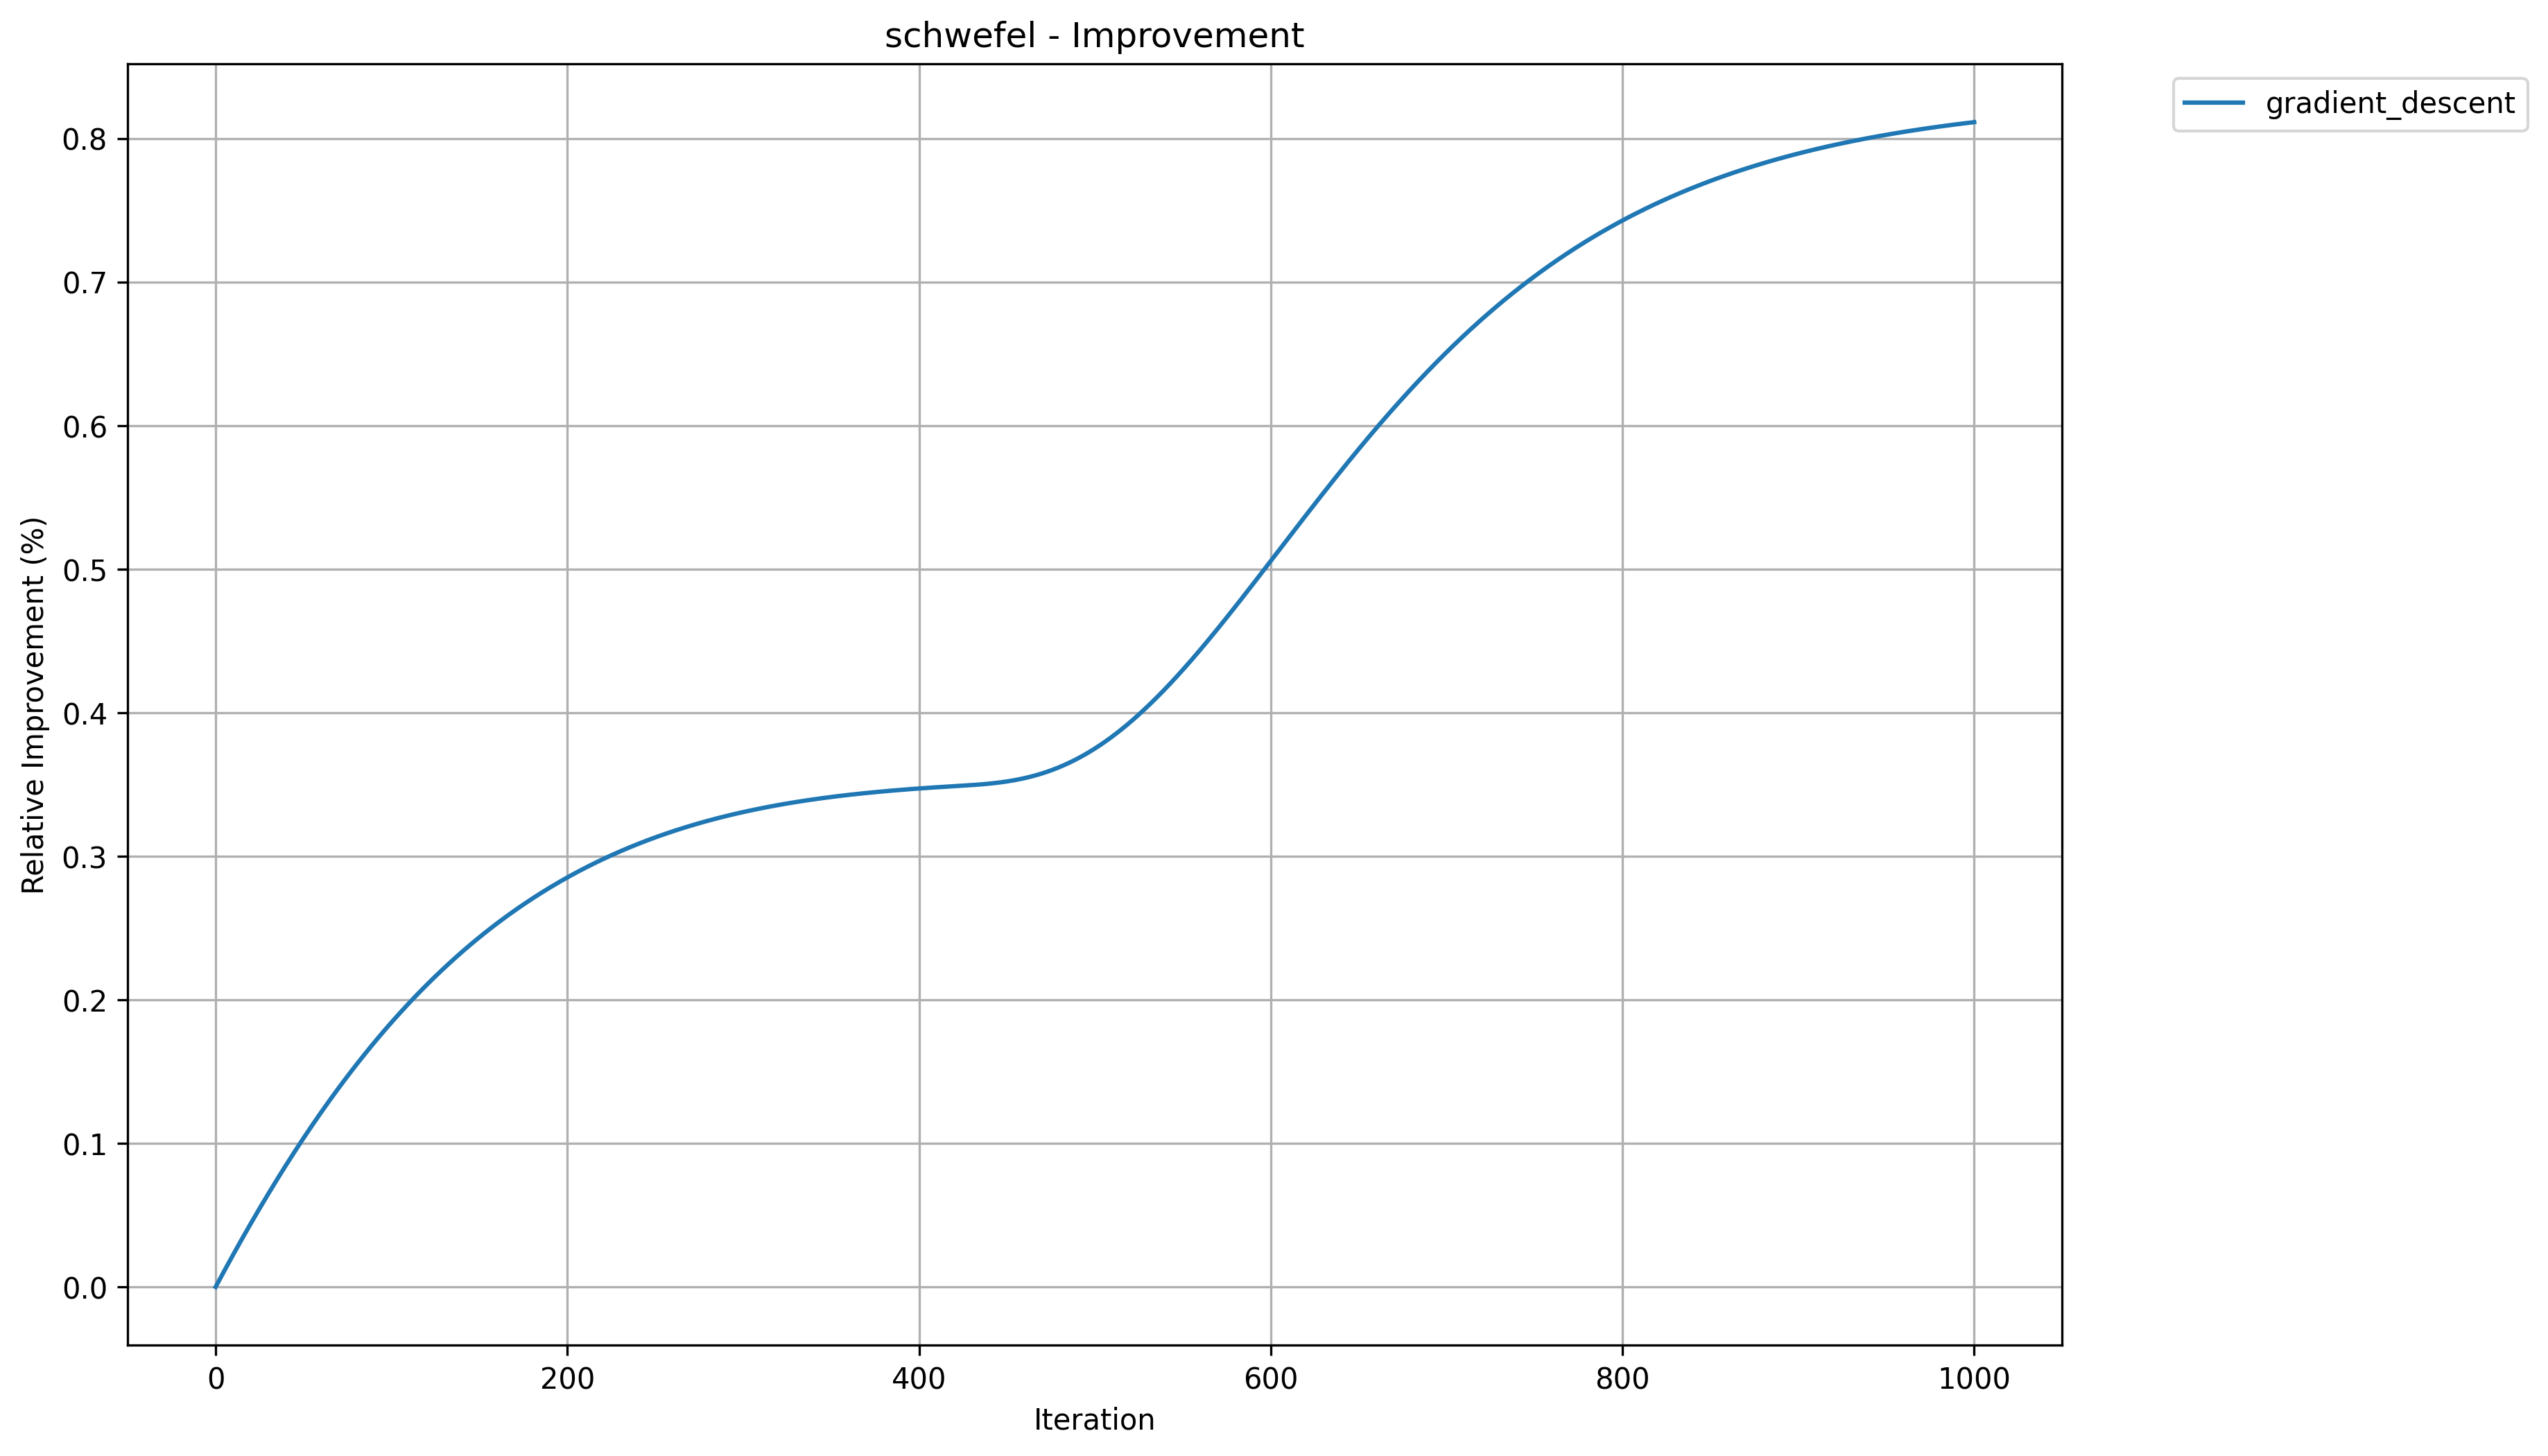 schwefel - Improvement
gradient_descent
Relative Improvement (%)
0.8
0.7
0.6
0.5
0.4
0.3
0.2
0.1
0.0
0 200 400 600 800 1000
Iteration